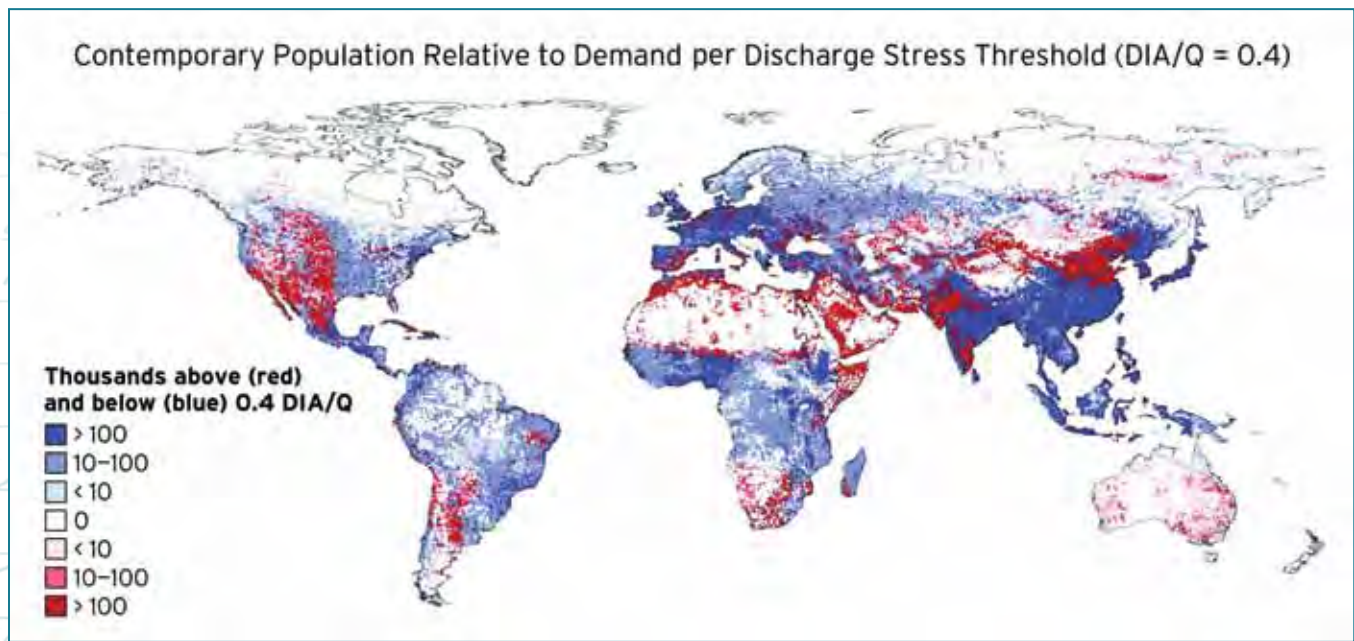 Contemporary Population Relative to Demand per Discharge Stress Threshold (DIA/Q = 0.4)
Thousands above (red)
and below (blue) 0.4 DIA/Q
> 100
10–100
< 10
0
< 10
10–100
> 100